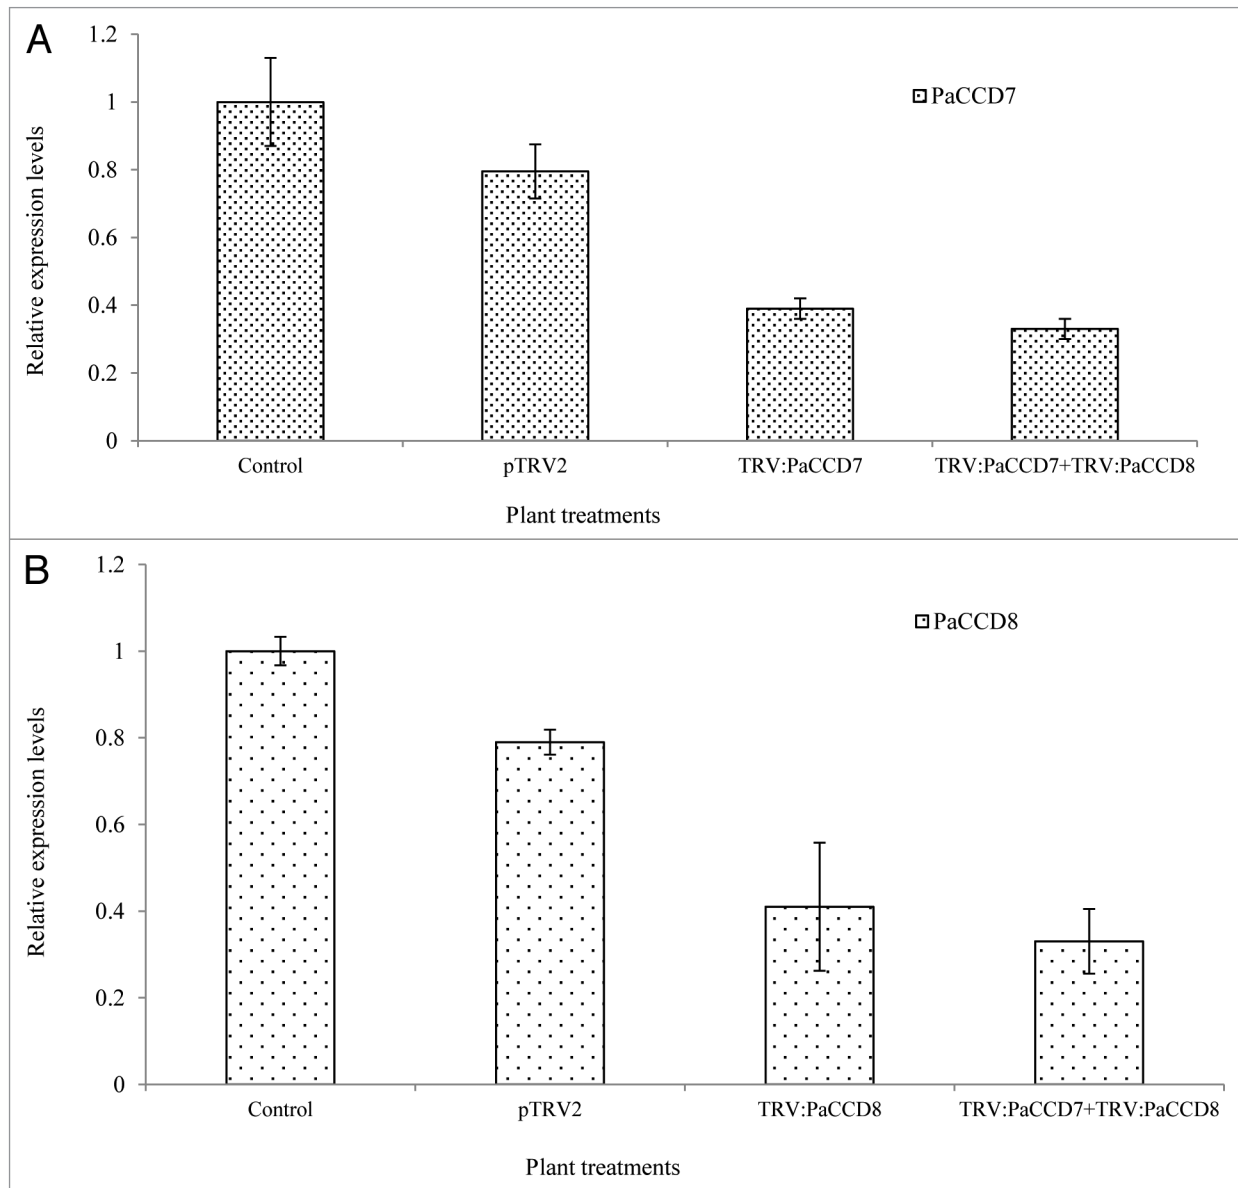 A
1.2
1
0.8
0.6
0.4
0.2
0
Relative expression levels
PaCCD7
Control pTRV2 TRV:PaCCD7 TRV:PaCCD7+TRV:PaCCD8
Plant treatments
B
1.2
1
0.8
0.6
0.4
0.2
0
Relative expression levels
PaCCD8
Control pTRV2 TRV:PaCCD8 TRV:PaCCD7+TRV:PaCCD8
Plant treatments